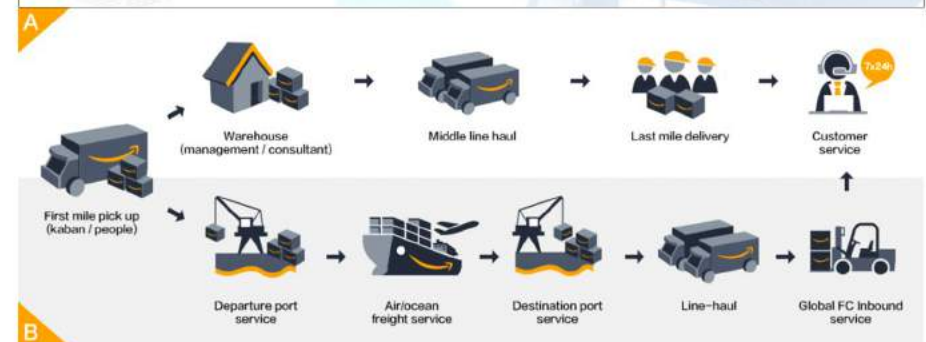 A
7x24h
Warehouse
(management / consultant)
Middle line haul
Last mile delivery
Customer
service
First mile pick up
(kaban / people)
Departure port
service
Air/ocean
freight service
Destination port
service
Line-haul
Global FC Inbound
service
B